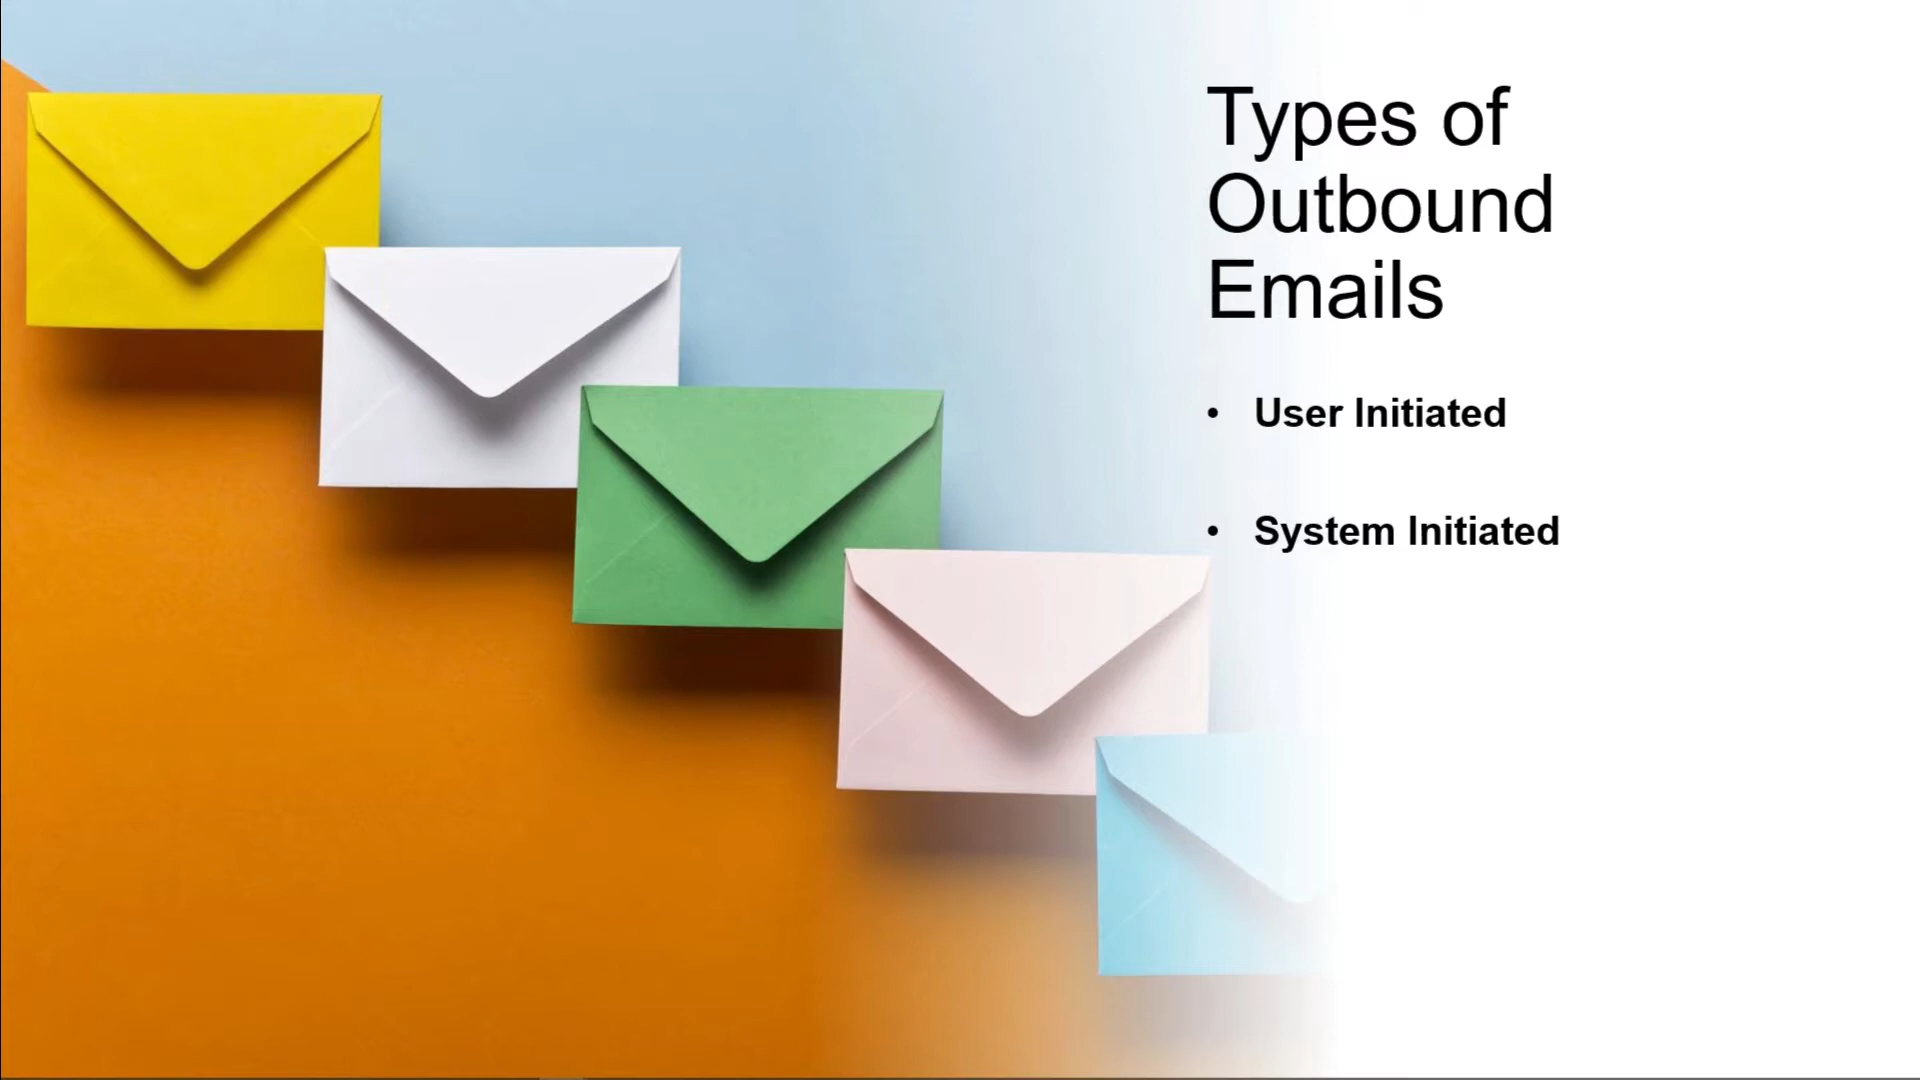 Types of
Outbound
Emails
• User Initiated
• System Initiated